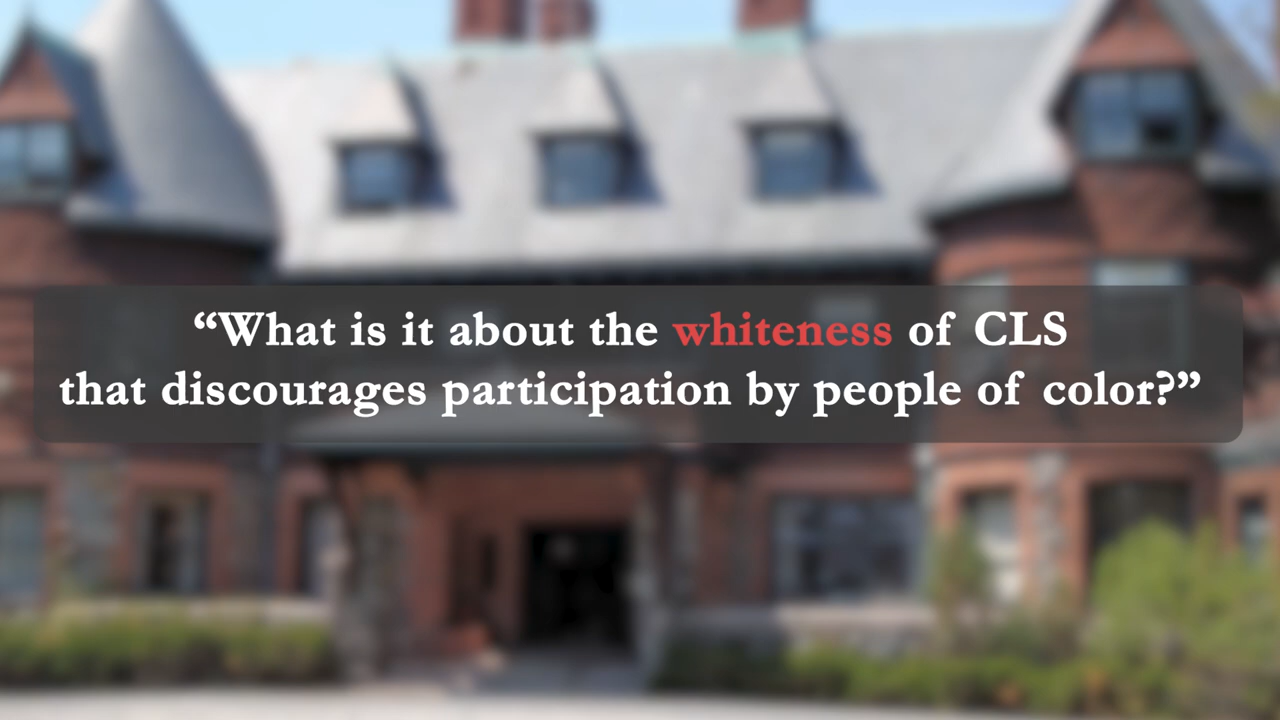 “What is it about the whiteness of CLS
that discourages participation by people of color?”